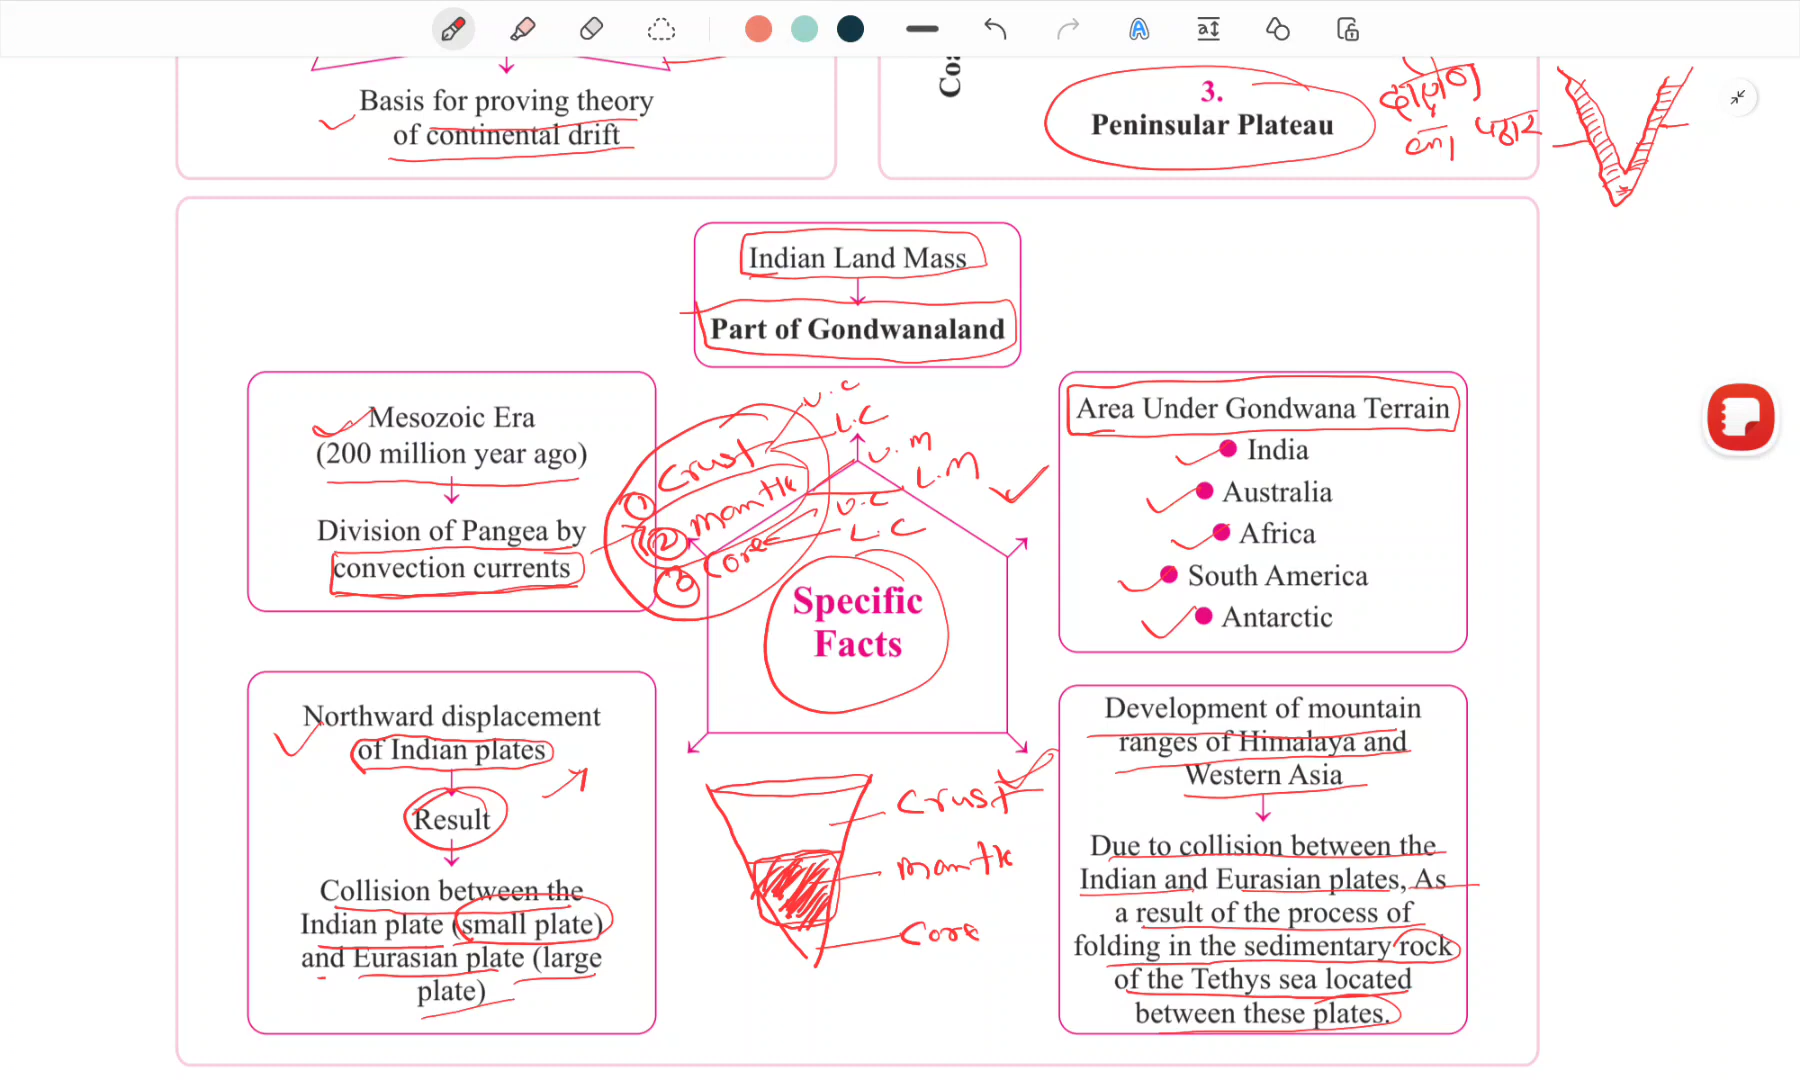 Basis for proving theory
of continental drift
3.
Peninsular Plateau
Indian Land Mass
Part of Gondwanaland
Mesozoic Era
(200 million year ago)
Division of Pangea by
convection currents
U.C
L.C
① Crust
U.M
L.M
② mantle
U.C
L.C
③ Core
Specific
Facts
Area Under Gondwana Terrain
India
Australia
Africa
South America
Antarctic
Northward displacement
of Indian plates
Result
Collision between the
Indian plate (small plate)
and Eurasian plate (large
plate)
Crust
mantle
Core
Development of mountain
ranges of Himalaya and
Western Asia
Due to collision between the
Indian and Eurasian plates, As
a result of the process of
folding in the sedimentary rock
of the Tethys sea located
between these plates.